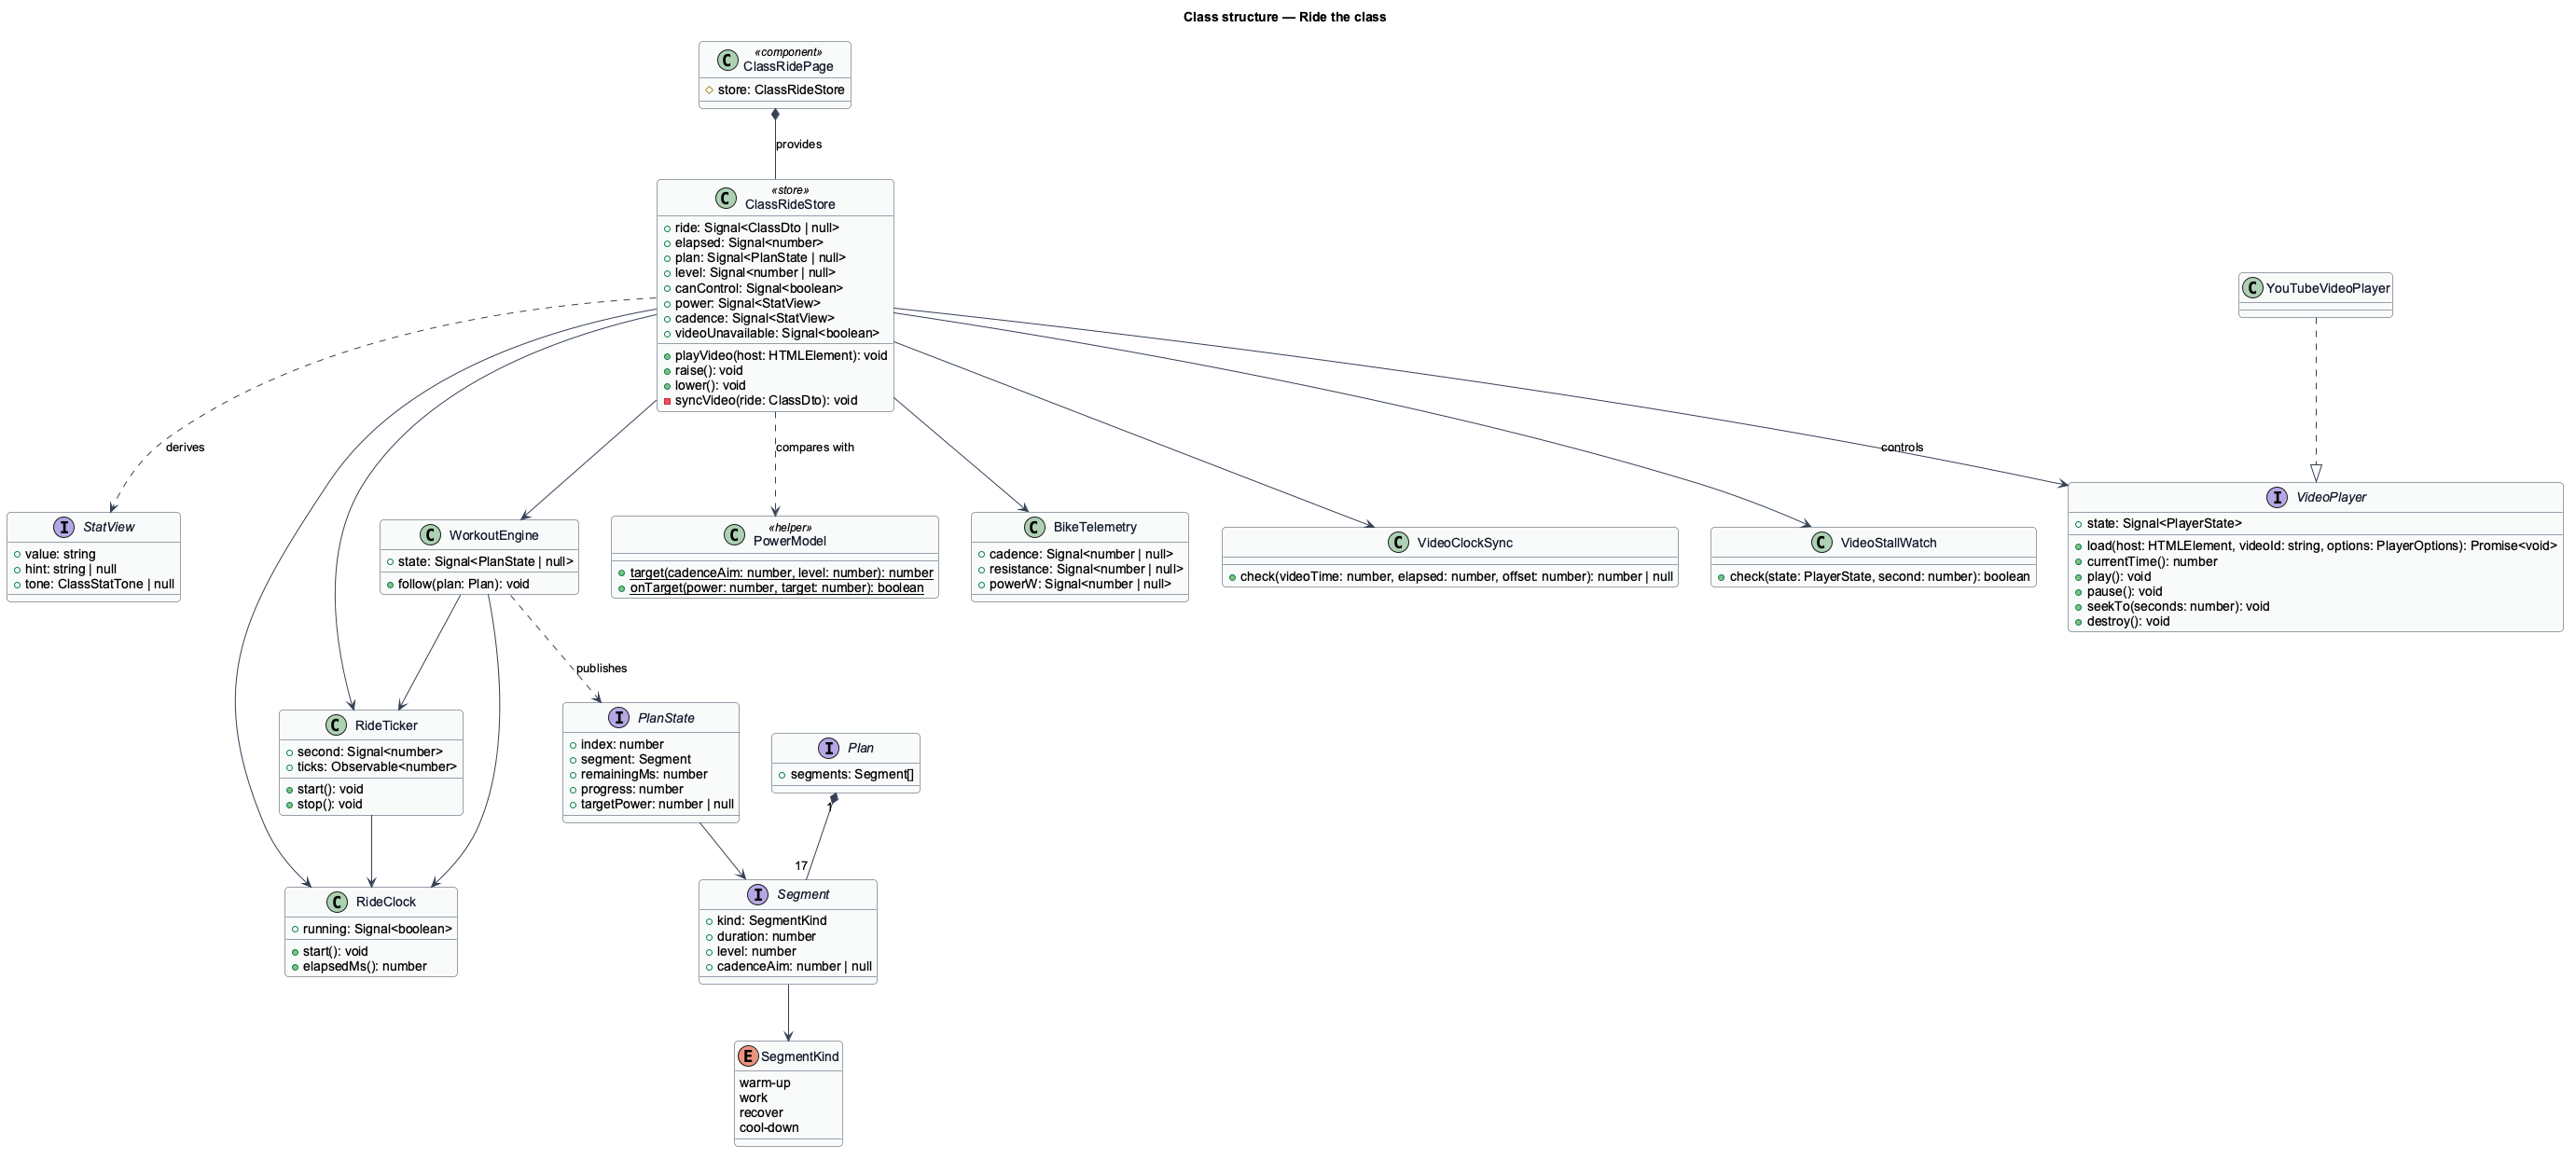 Class structure — Ride the class
C
«component»
ClassRidePage
store: ClassRideStore
provides
C
«store»
ClassRideStore
ride: Signal<ClassDto | null>
elapsed: Signal<number>
plan: Signal<PlanState | null>
level: Signal<number | null>
canControl: Signal<boolean>
power: Signal<StatView>
cadence: Signal<StatView>
videoUnavailable: Signal<boolean>
playVideo(host: HTMLElement): void
raise(): void
lower(): void
syncVideo(ride: ClassDto): void
C YouTubeVideoPlayer
derives
compares with
controls
I StatView
value: string
hint: string | null
tone: ClassStatTone | null
C WorkoutEngine
state: Signal<PlanState | null>
follow(plan: Plan): void
C
«helper»
PowerModel
target(cadenceAim: number, level: number): number
onTarget(power: number, target: number): boolean
C BikeTelemetry
cadence: Signal<number | null>
resistance: Signal<number | null>
powerW: Signal<number | null>
C VideoClockSync
check(videoTime: number, elapsed: number, offset: number): number | null
C VideoStallWatch
check(state: PlayerState, second: number): boolean
I VideoPlayer
state: Signal<PlayerState>
load(host: HTMLElement, videoId: string, options: PlayerOptions): Promise<void>
currentTime(): number
play(): void
pause(): void
seekTo(seconds: number): void
destroy(): void
publishes
C RideTicker
second: Signal<number>
ticks: Observable<number>
start(): void
stop(): void
I PlanState
index: number
segment: Segment
remainingMs: number
progress: number
targetPower: number | null
I Plan
segments: Segment[]
1
17
C RideClock
running: Signal<boolean>
start(): void
elapsedMs(): number
I Segment
kind: SegmentKind
duration: number
level: number
cadenceAim: number | null
E SegmentKind
warm-up
work
recover
cool-down